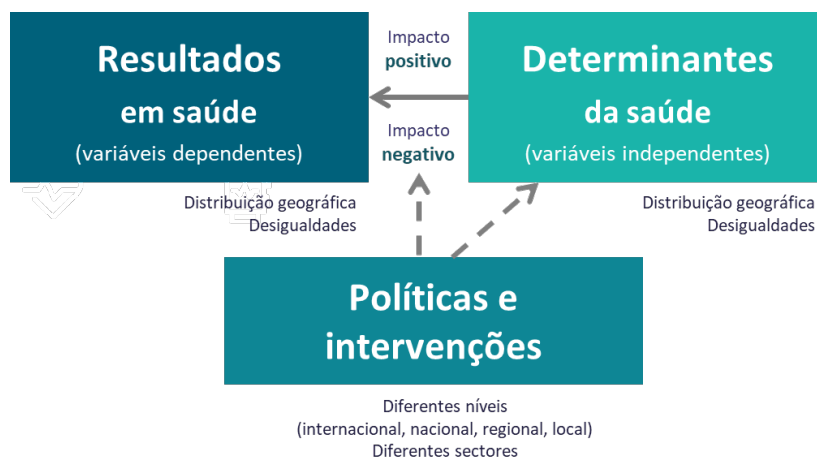 Resultados
em saúde
(variáveis dependentes)
Impacto
positivo
Impacto
negativo
Determinantes
da saúde
(variáveis independentes)
Distribuição geográfica
Desigualdades
Distribuição geográfica
Desigualdades
Políticas e
intervenções
Diferentes níveis
(internacional, nacional, regional, local)
Diferentes sectores